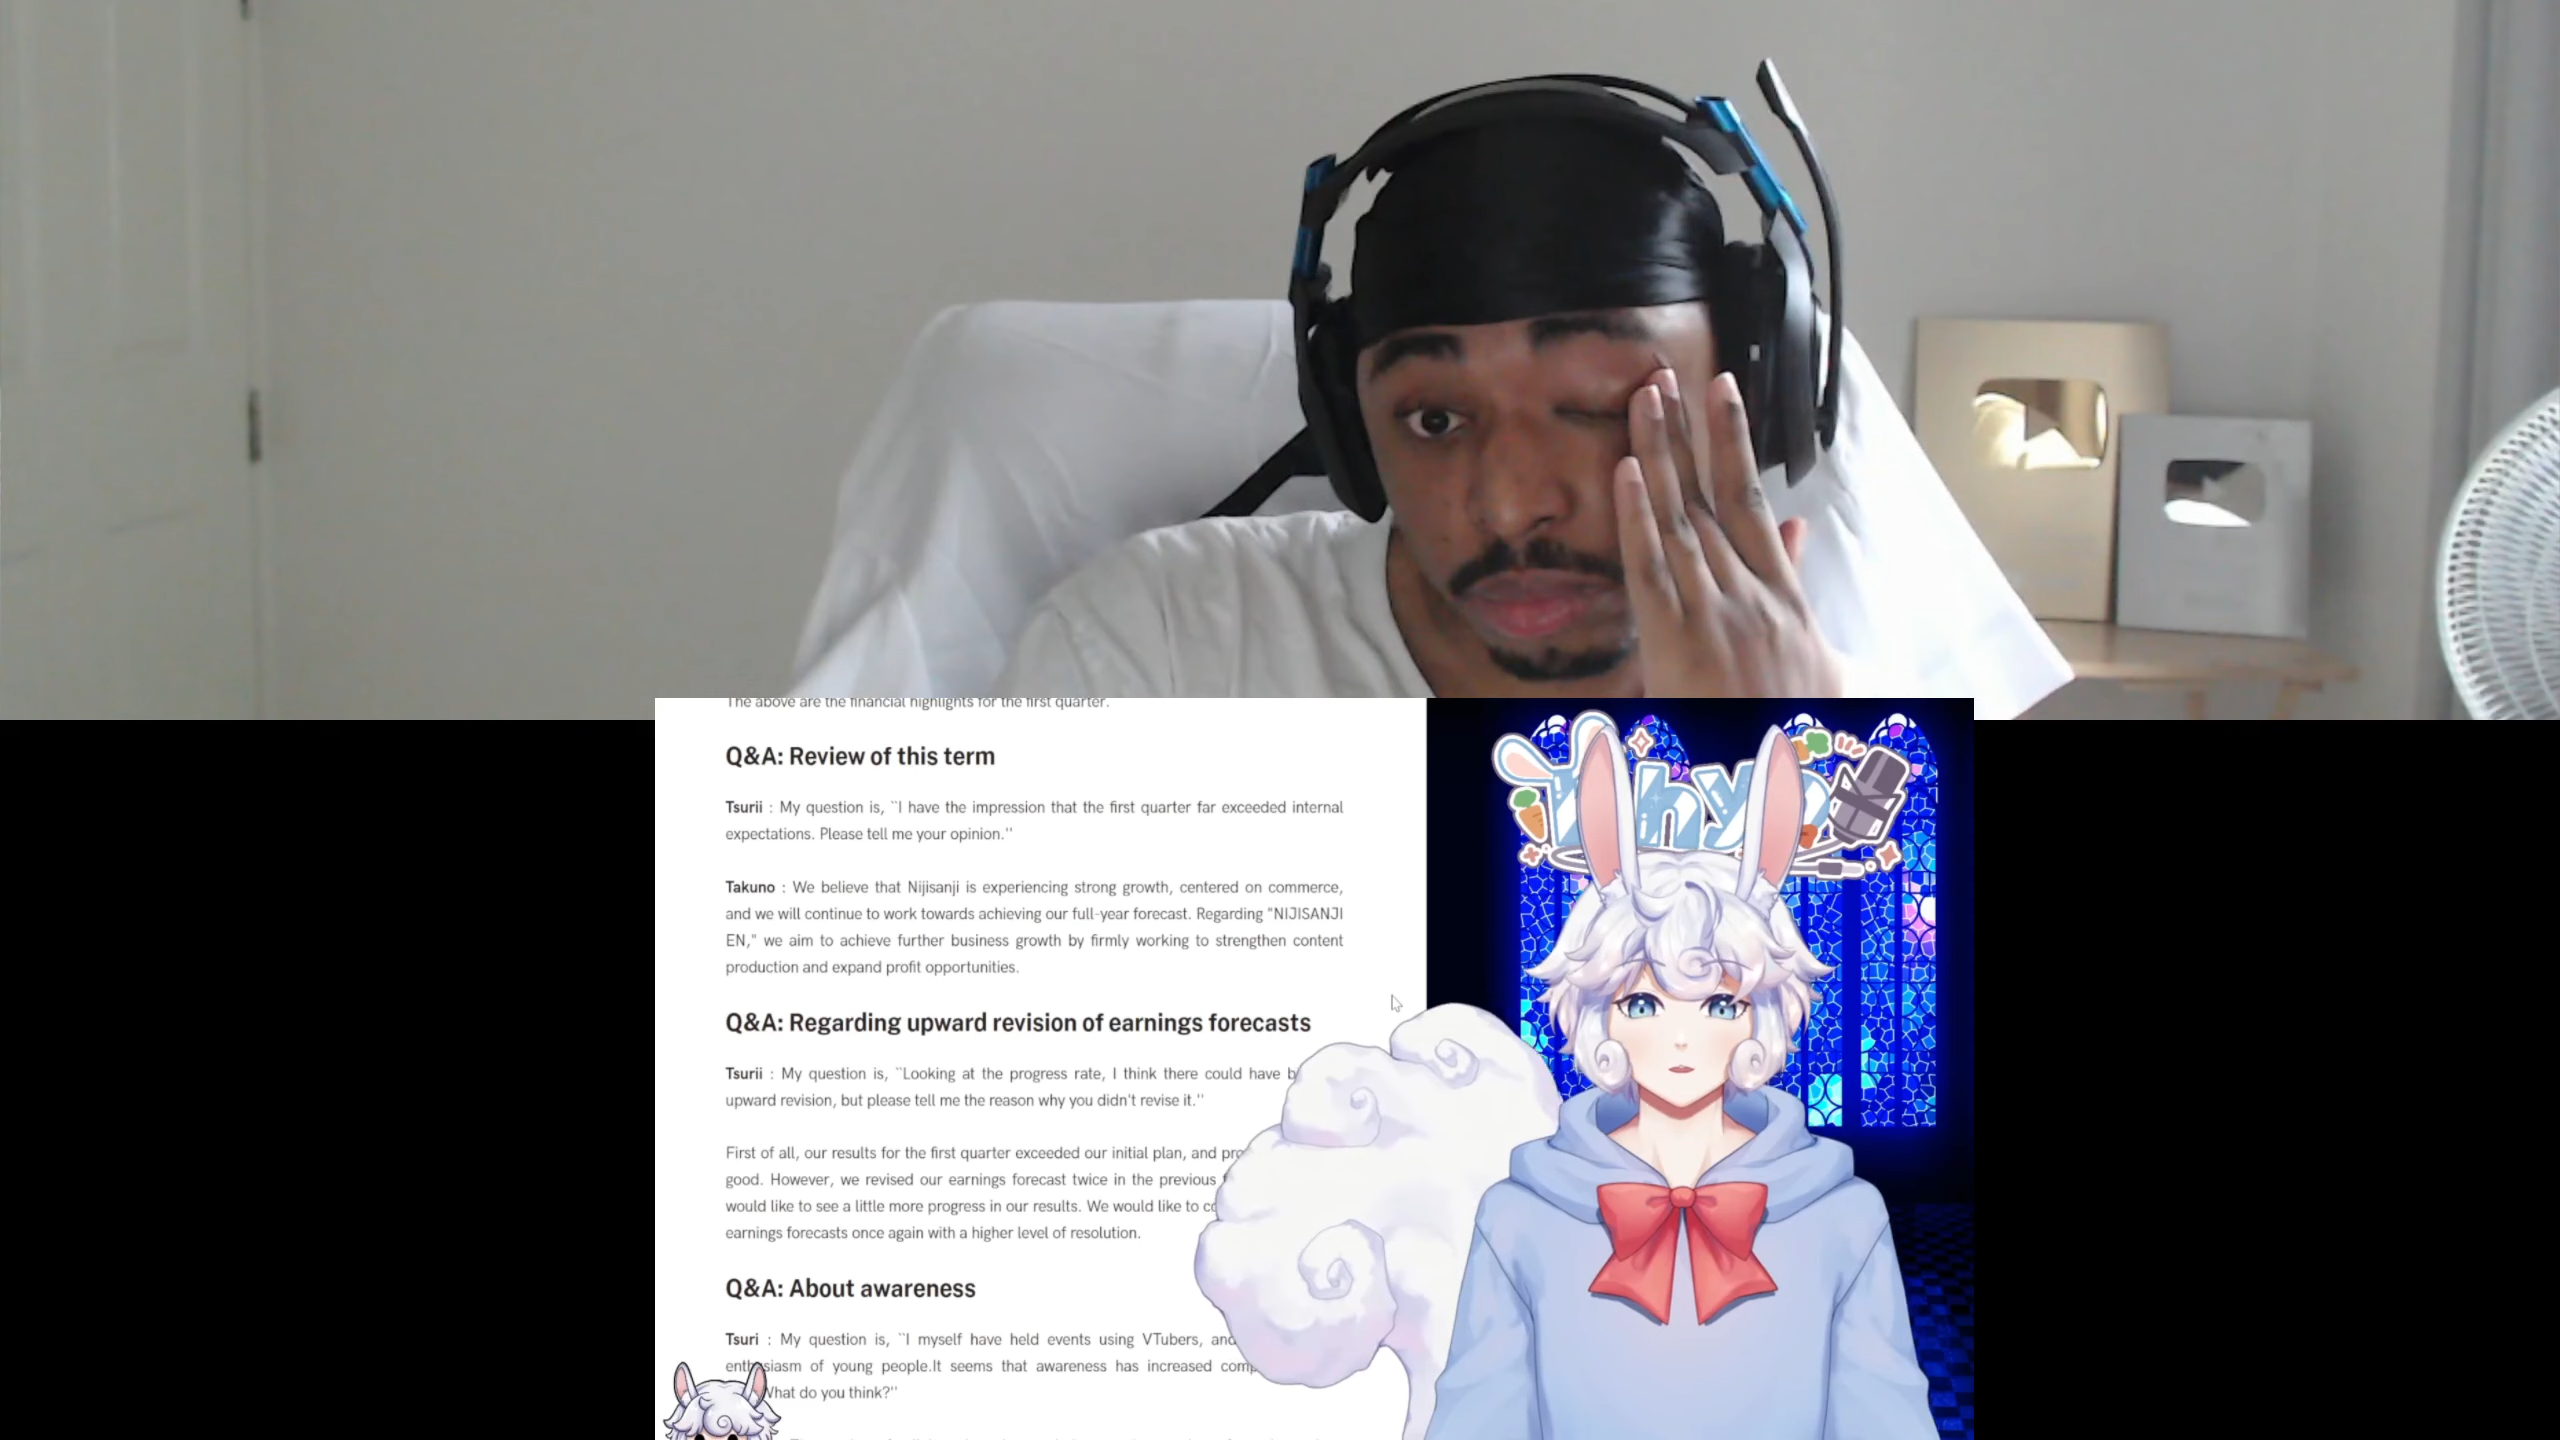 The above are the financial highlights for the first quarter.
Q&A: Review of this term
Tsurii : My question is, ``I have the impression that the first quarter far exceeded internal
expectations. Please tell me your opinion.''
Takuno : We believe that Nijisanji is experiencing strong growth, centered on commerce,
and we will continue to work towards achieving our full-year forecast. Regarding "NIJISANJI
EN," we aim to achieve further business growth by firmly working to strengthen content
production and expand profit opportunities.
Q&A: Regarding upward revision of earnings forecasts
Tsurii : My question is, ``Looking at the progress rate, I think there could have
upward revision, but please tell me the reason why you didn't revise it.''
First of all, our results for the first quarter exceeded our initial plan, and
good. However, we revised our earnings forecast twice in the previous
would like to see a little more progress in our results. We would like to
earnings forecasts once again with a higher level of resolution.
Q&A: About awareness
Tsuri : My question is, ``I myself have held events using VTubers, and
enthusiasm of young people.It seems that awareness has increased
What do you think?''